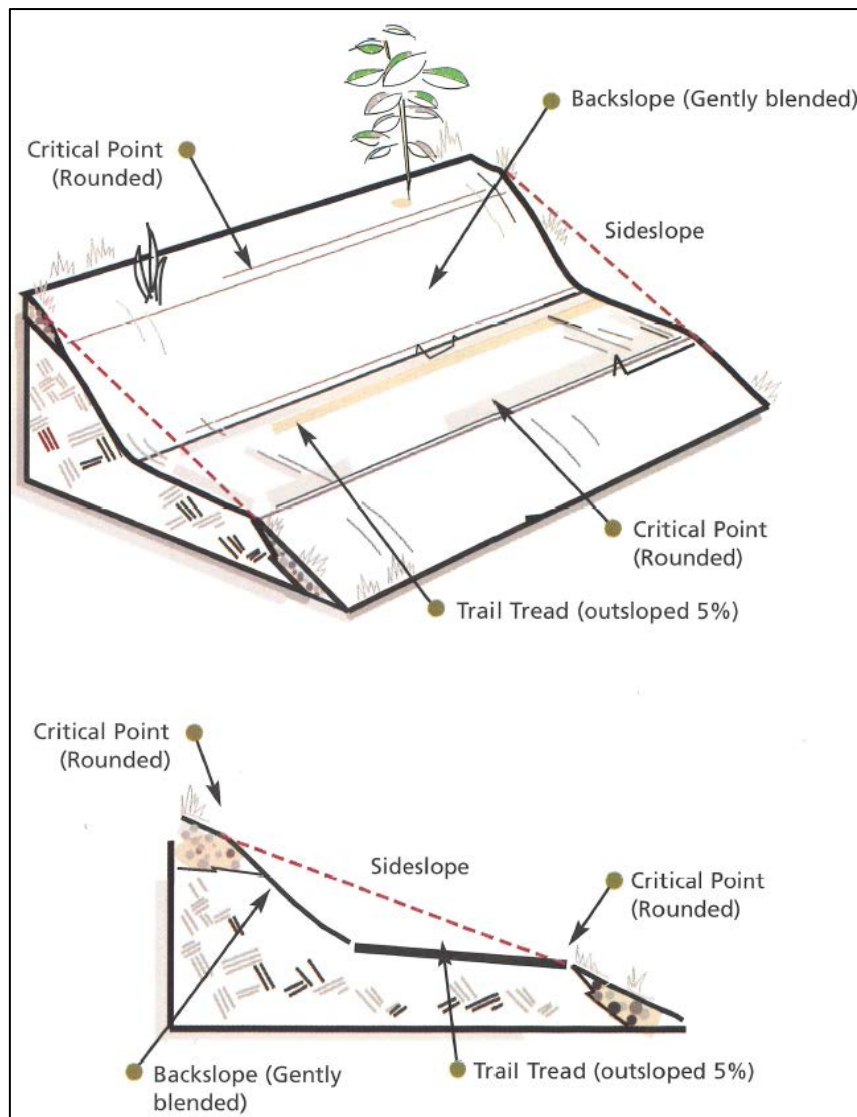 Backslope (Gently blended)
Critical Point
(Rounded)
Sideslope
Critical Point
(Rounded)
Trail Tread (outsloped 5%)
Critical Point
(Rounded)
Sideslope
Critical Point
(Rounded)
Backslope (Gently
blended)
Trail Tread (outsloped 5%)